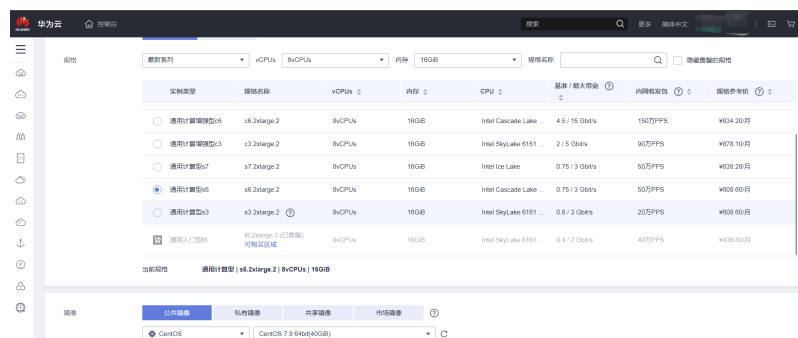 HUAWEI 华为云 控制台 搜索 更多 简体中文
规格 最新系列 vCPUs 8vCPUs 内存 16GiB 规格名称 隐藏售罄的规格
实例类型 规格名称 vCPUs 内存 CPU 基准 / 最大带宽 内网收发包 规格参考价
通用计算增强型c6 c6.2xlarge.2 8vCPUs 16GiB Intel Cascade Lake ... 4.5 / 15 Gbit/s 150万PPS ¥834.20/月
通用计算增强型c3 c3.2xlarge.2 8vCPUs 16GiB Intel SkyLake 6151 ... 2 / 5 Gbit/s 90万PPS ¥878.10/月
通用计算型s7 s7.2xlarge.2 8vCPUs 16GiB Intel Ice Lake 0.75 / 3 Gbit/s 50万PPS ¥639.28/月
通用计算型s6 s6.2xlarge.2 8vCPUs 16GiB Intel Cascade Lake ... 0.75 / 3 Gbit/s 50万PPS ¥608.60/月
通用计算型s3 s3.2xlarge.2 8vCPUs 16GiB Intel SkyLake 6161 ... 0.8 / 3 Gbit/s 20万PPS ¥608.60/月
通用入门型t6 t6.2xlarge.2 (已售罄) 8vCPUs 16GiB Intel SkyLake 6161 ... 0.4 / 2 Gbit/s 40万PPS ¥436.80/月
可购买区域
当前规格 通用计算型 | s6.2xlarge.2 | 8vCPUs | 16GiB
镜像 公共镜像 私有镜像 共享镜像 市场镜像
CentOS CentOS 7.9 64bit(40GiB)